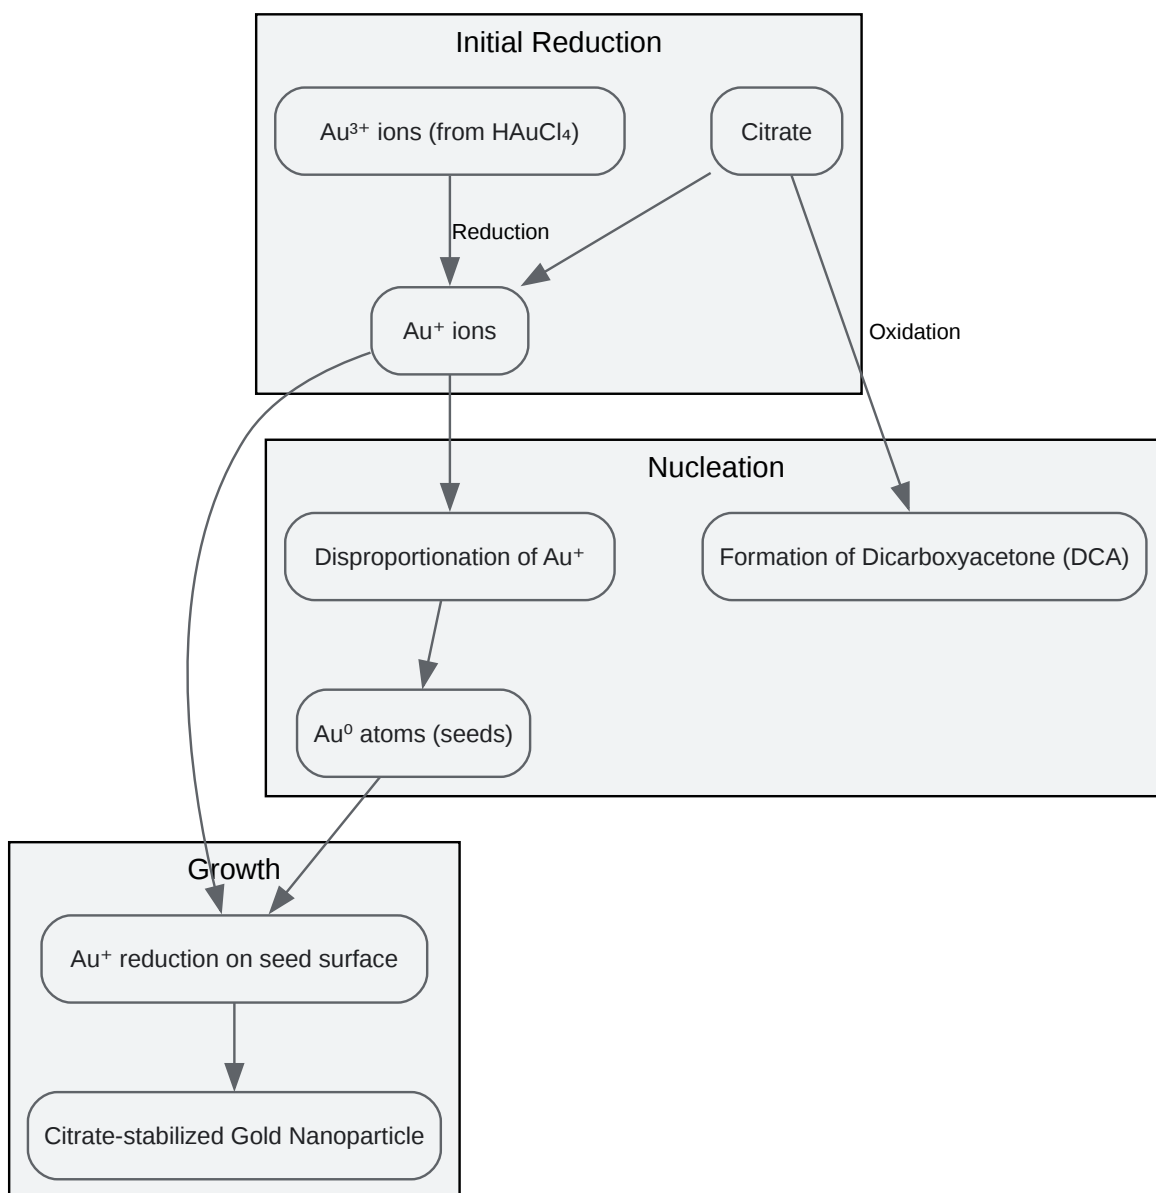 Initial Reduction
Au³⁺ ions (from HAuCl₄)
Citrate
Reduction
Au⁺ ions
Oxidation
Nucleation
Disproportionation of Au⁺
Formation of Dicarboxyacetone (DCA)
Au⁰ atoms (seeds)
Growth
Au⁺ reduction on seed surface
Citrate-stabilized Gold Nanoparticle